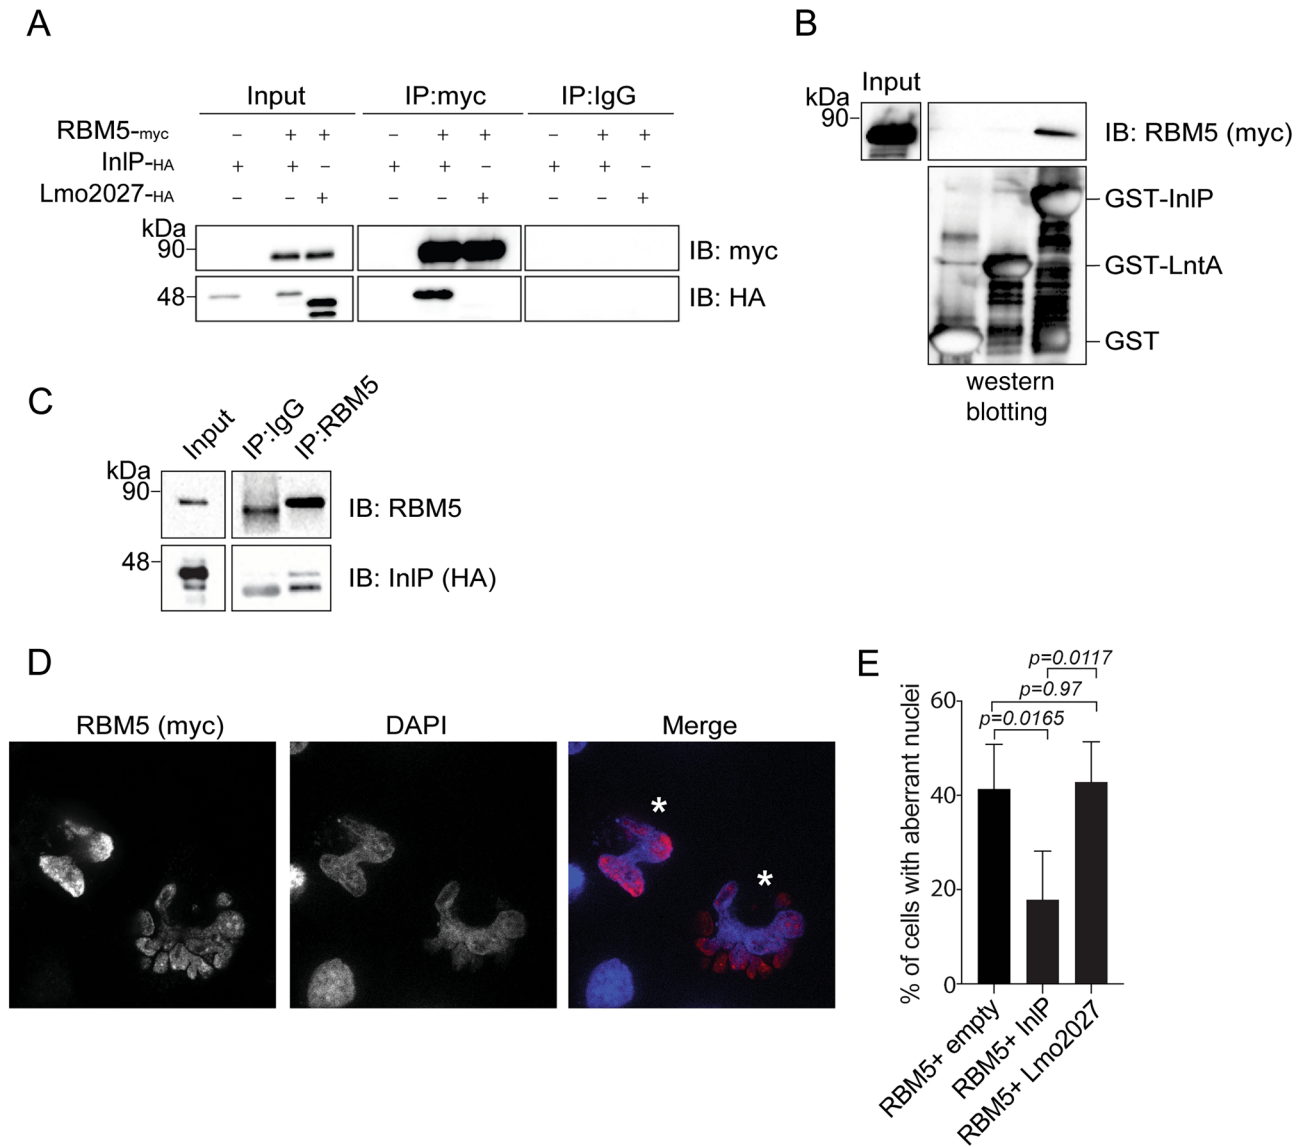 A
Input IP:myc IP:IgG
RBM5-myc – + + – + + – + +
InlP-HA + + – + + – + + –
Lmo2027-HA – – + – – + – – +
kDa
90 IB: myc
48 IB: HA
B
Input
kDa
90 IB: RBM5 (myc)
GST-InlP
GST-LntA
GST
western
blotting
C
Input IP:IgG IP:RBM5
kDa
90 IB: RBM5
48 IB: InlP (HA)
D
RBM5 (myc) DAPI Merge
*
*
E
p=0.0117
p=0.97
p=0.0165
% of cells with aberrant nuclei
60
40
20
0
RBM5+ empty
RBM5+ InlP
RBM5+ Lmo2027